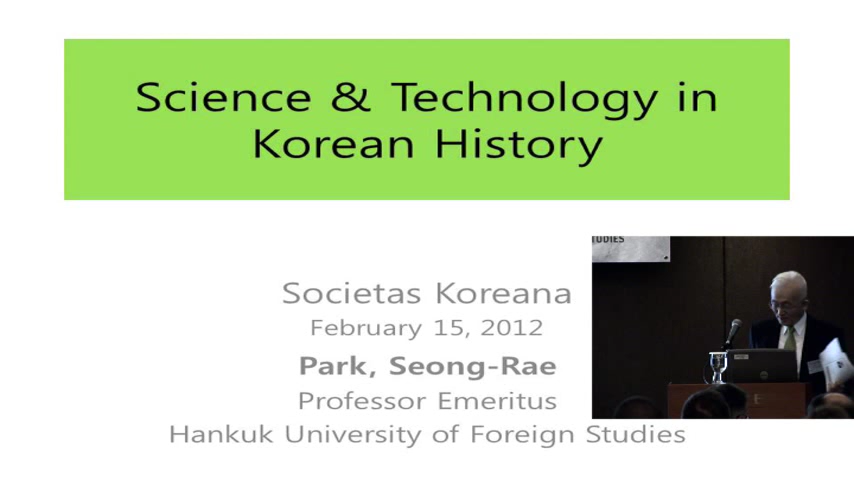 Science & Technology in
Korean History
Societas Koreana
February 15, 2012
Park, Seong-Rae
Professor Emeritus
Hankuk University of Foreign Studies
TUDIES